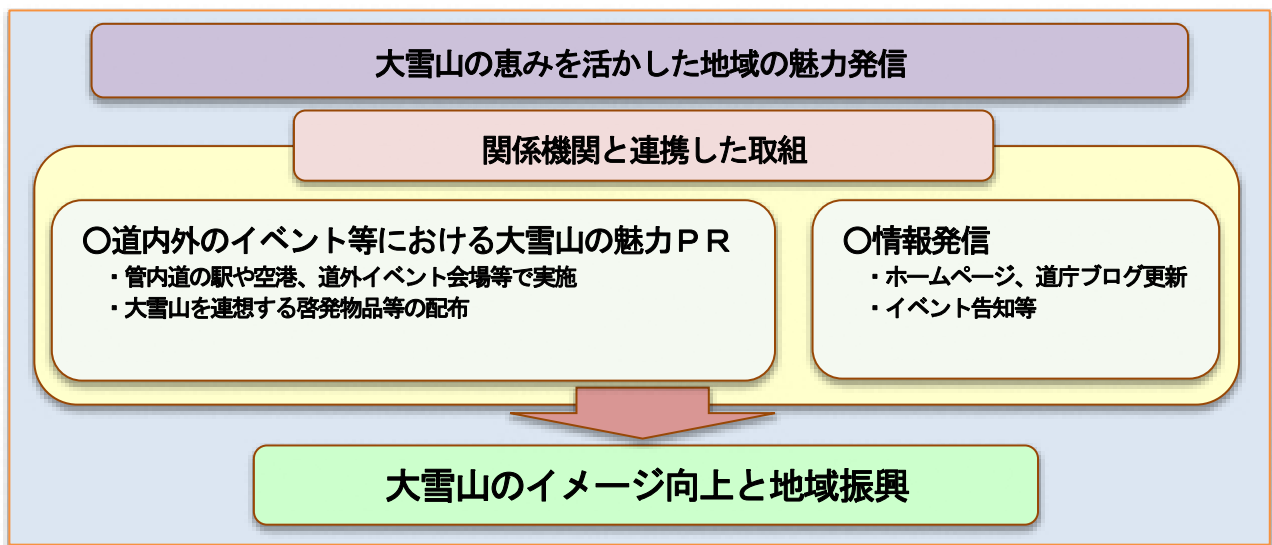 大雪山の恵みを活かした地域の魅力発信
関係機関と連携した取組
〇道内外のイベント等における大雪山の魅力ＰＲ
・管内道の駅や空港、道外イベント会場等で実施
・大雪山を連想する啓発物品等の配布
〇情報発信
・ホームページ、道庁ブログ更新
・イベント告知等
大雪山のイメージ向上と地域振興